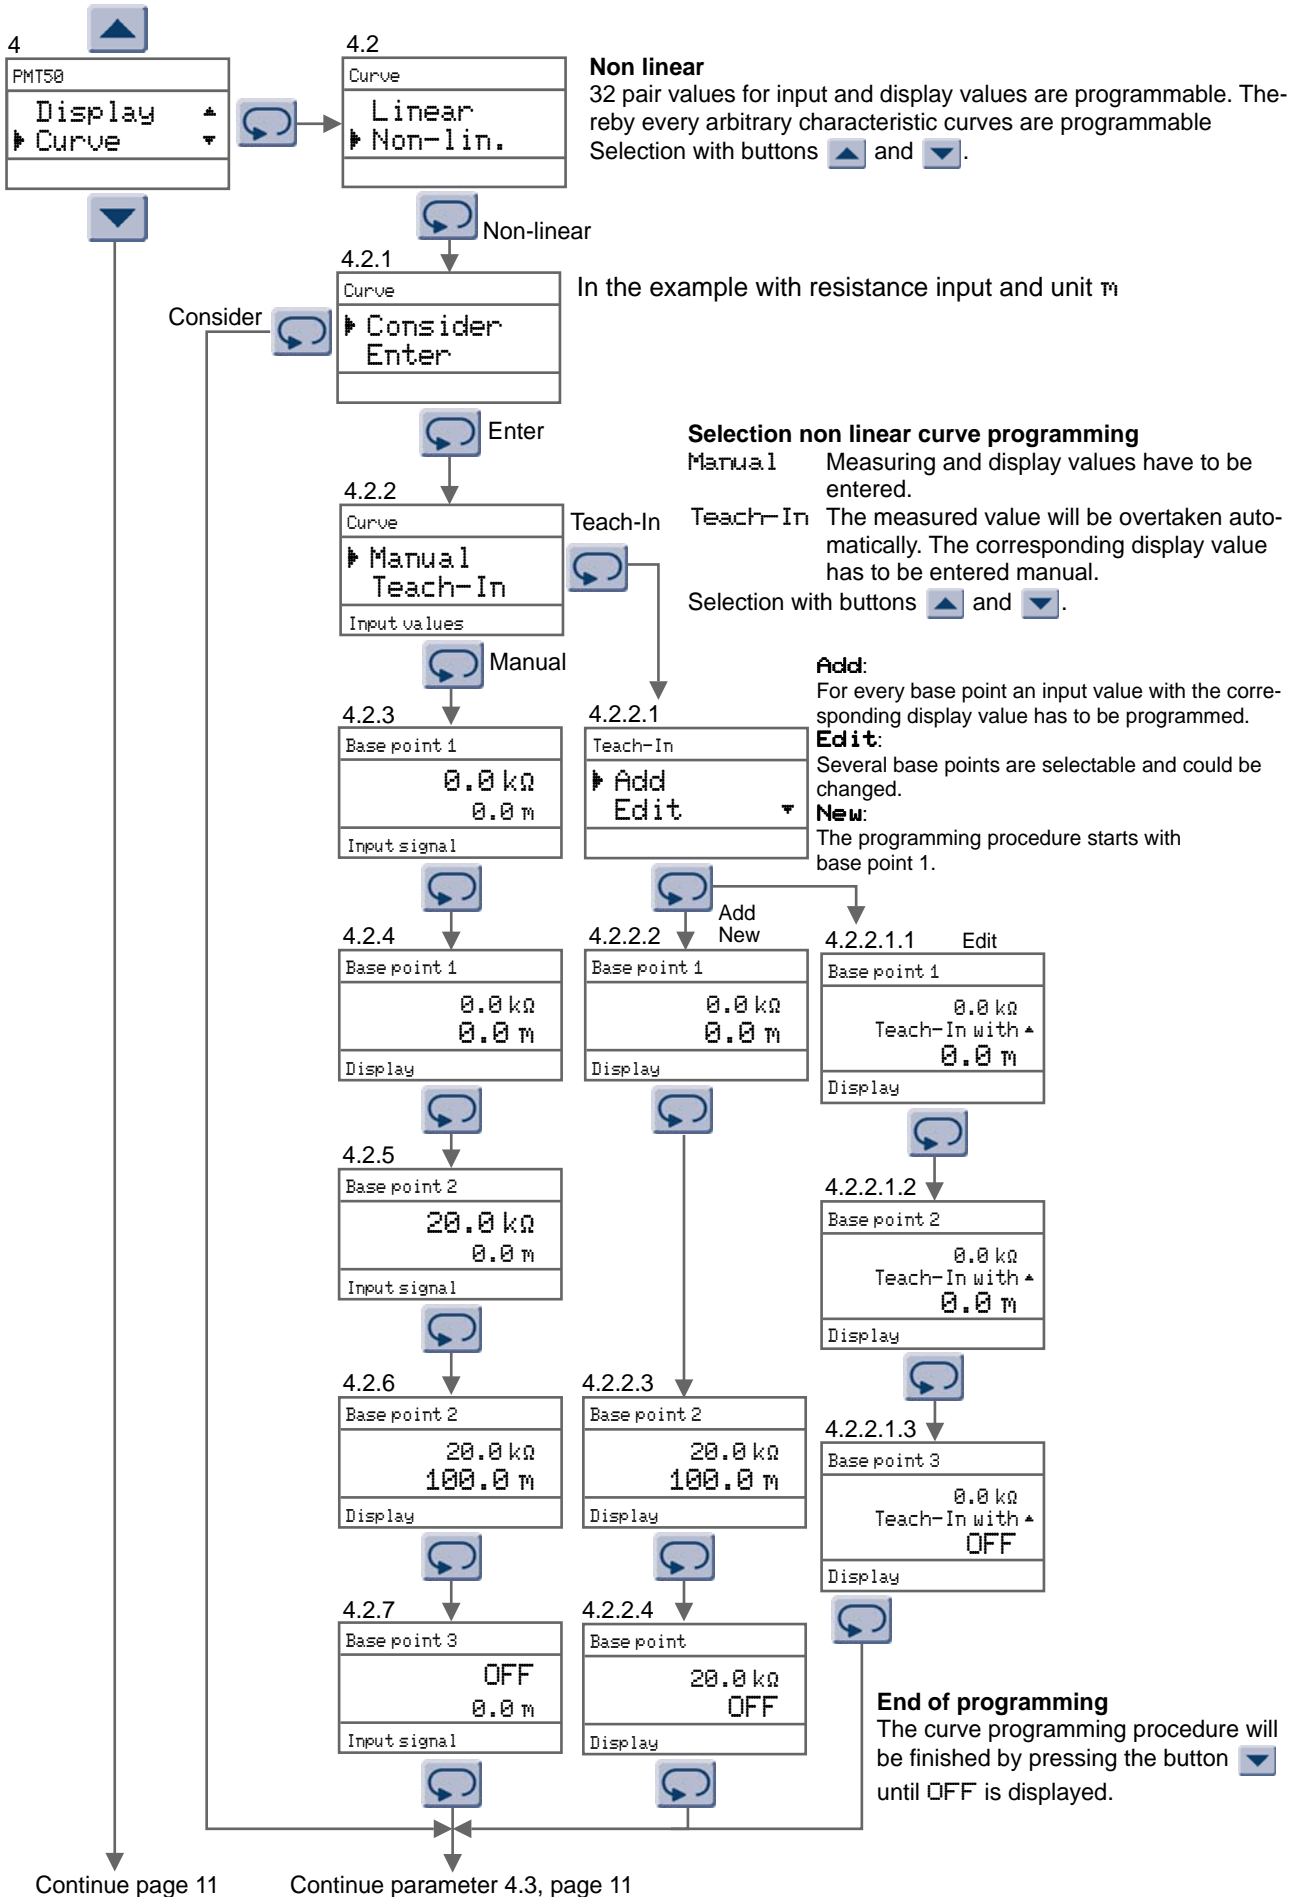 4
PMT50
Display
Curve
4.2
Curve
Linear
Non-lin.
Non linear
32 pair values for input and display values are programmable. The-
reby every arbitrary characteristic curves are programmable
Selection with buttons and .
Non-linear
4.2.1
Curve
Consider
Enter
Consider
In the example with resistance input and unit m
Enter
4.2.2
Curve
Manual
Teach-In
Input values
Teach-In
Selection non linear curve programming
Manual Measuring and display values have to be
entered.
Teach-In The measured value will be overtaken auto-
matically. The corresponding display value
has to be entered manual.
Selection with buttons and .
Manual
4.2.3
Base point 1
0.0 kΩ
0.0 m
Input signal
4.2.2.1
Teach-In
Add
Edit
Add:
For every base point an input value with the corre-
sponding display value has to be programmed.
Edit:
Several base points are selectable and could be
changed.
New:
The programming procedure starts with
base point 1.
4.2.4
Base point 1
0.0 kΩ
0.0 m
Display
Add
New
4.2.2.2
Base point 1
0.0 kΩ
0.0 m
Display
4.2.2.1.1 Edit
Base point 1
0.0 kΩ
Teach-In with
0.0 m
Display
4.2.5
Base point 2
20.0 kΩ
0.0 m
Input signal
4.2.2.1.2
Base point 2
0.0 kΩ
Teach-In with
0.0 m
Display
4.2.6
Base point 2
20.0 kΩ
100.0 m
Display
4.2.2.3
Base point 2
20.0 kΩ
100.0 m
Display
4.2.2.1.3
Base point 3
0.0 kΩ
Teach-In with
OFF
Display
4.2.7
Base point 3
OFF
0.0 m
Input signal
4.2.2.4
Base point
20.0 kΩ
OFF
Display
End of programming
The curve programming procedure will
be finished by pressing the button
until OFF is displayed.
Continue page 11
Continue parameter 4.3, page 11